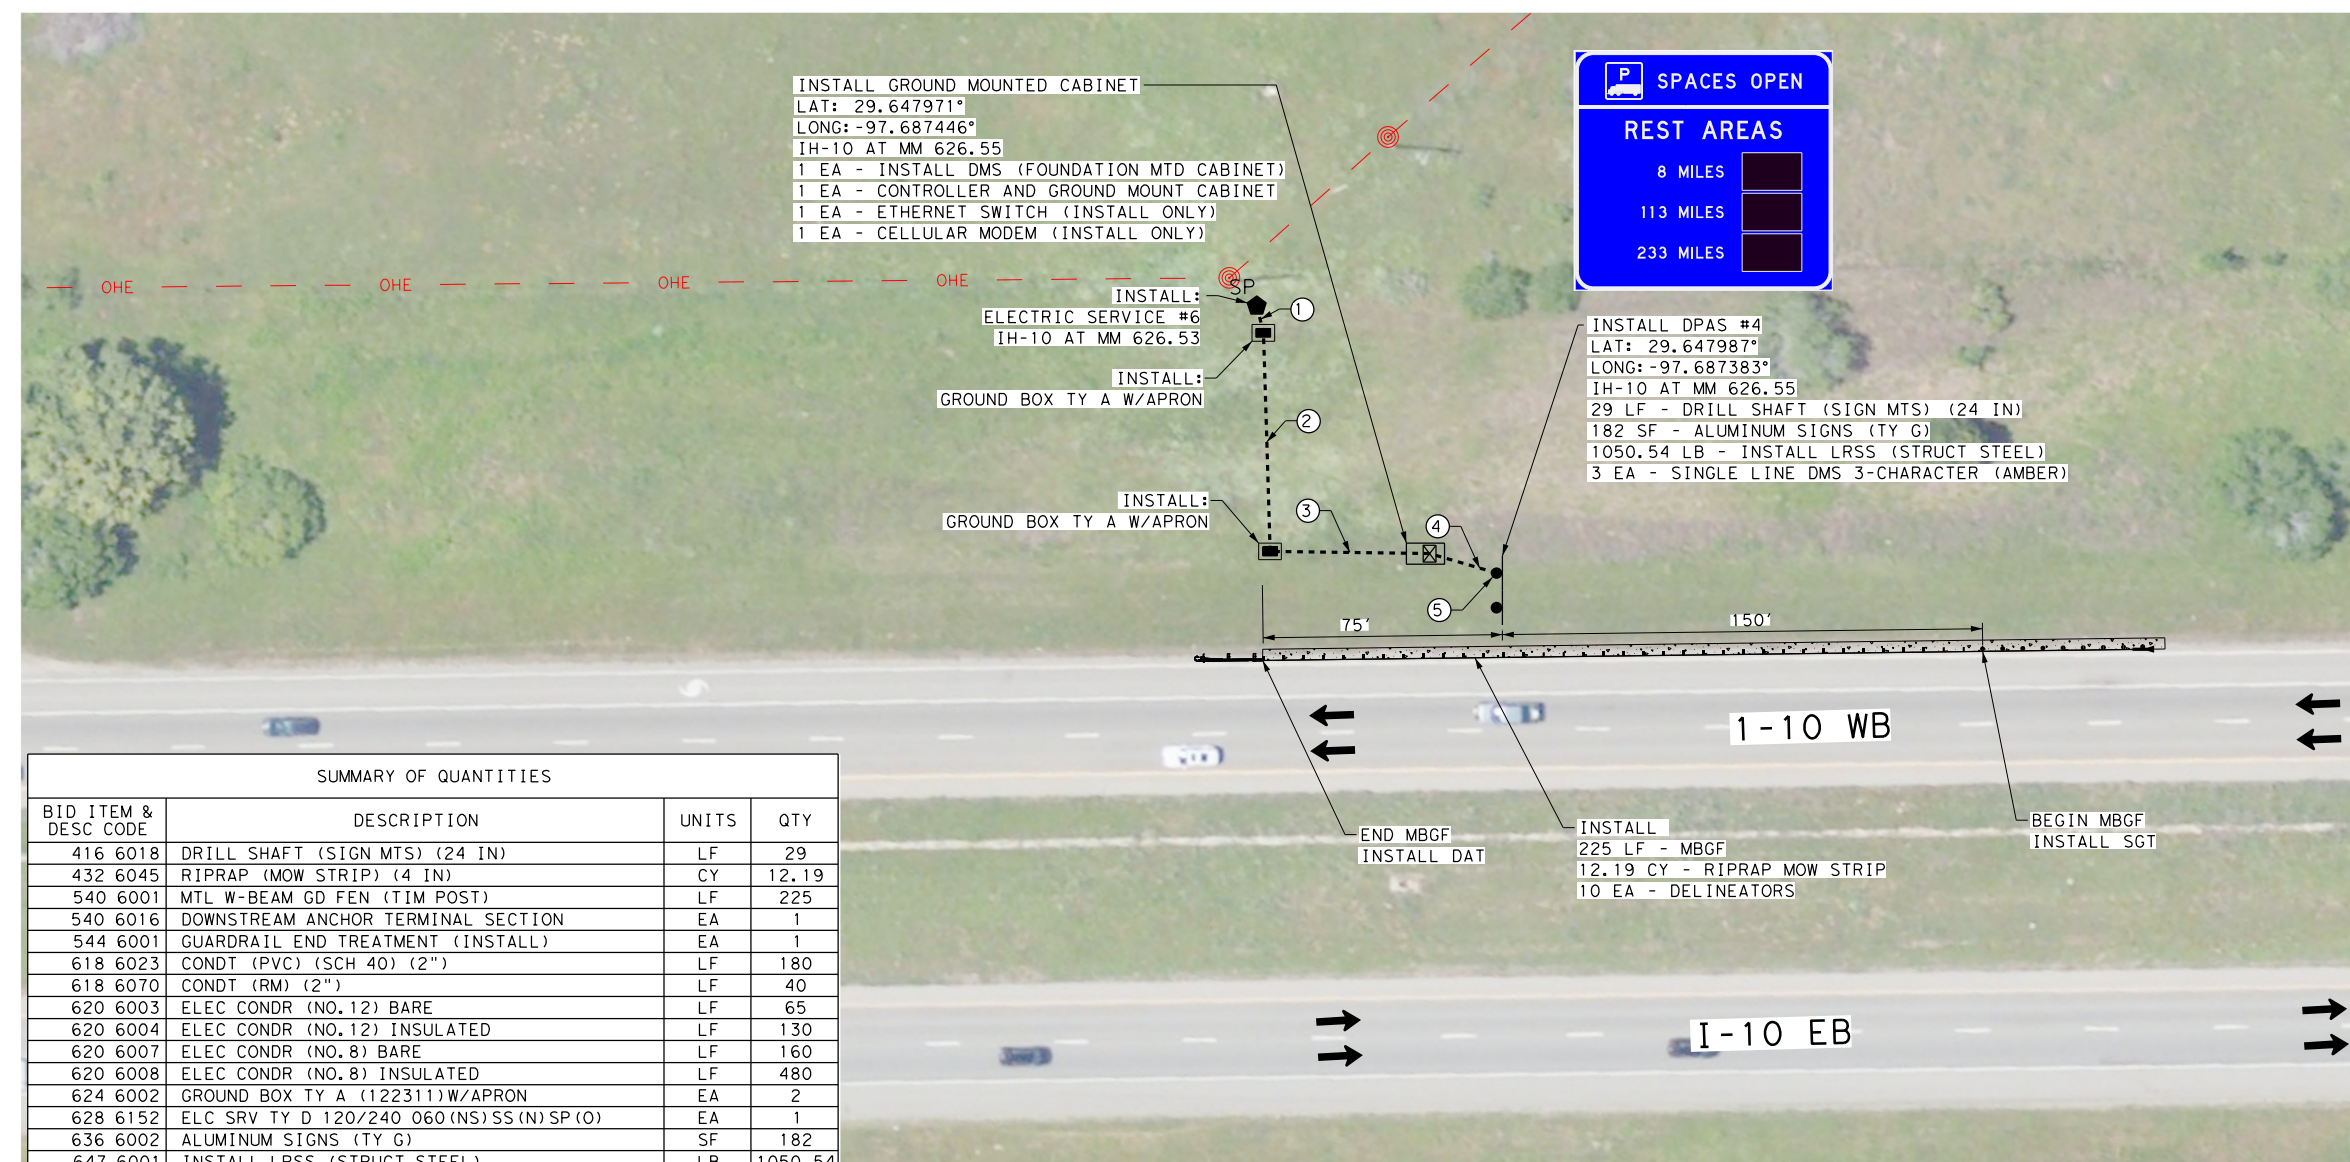 INSTALL GROUND MOUNTED CABINET
LAT: 29.647971°
LONG:-97.687446°
IH-10 AT MM 626.55
1 EA - INSTALL DMS (FOUNDATION MTD CABINET)
1 EA - CONTROLLER AND GROUND MOUNT CABINET
1 EA - ETHERNET SWITCH (INSTALL ONLY)
1 EA - CELLULAR MODEM (INSTALL ONLY)
P SPACES OPEN
REST AREAS
8 MILES
113 MILES
233 MILES
OHE OHE OHE OHE
SP
INSTALL:
ELECTRIC SERVICE #6
IH-10 AT MM 626.53
1
INSTALL:
GROUND BOX TY A W/APRON
2
INSTALL DPAS #4
LAT: 29.647987°
LONG:-97.687383°
IH-10 AT MM 626.55
29 LF - DRILL SHAFT (SIGN MTS) (24 IN)
182 SF - ALUMINUM SIGNS (TY G)
1050.54 LB - INSTALL LRSS (STRUCT STEEL)
3 EA - SINGLE LINE DMS 3-CHARACTER (AMBER)
INSTALL:
GROUND BOX TY A W/APRON
3
4
5
75'
150'
1-10 WB
END MBGF
INSTALL DAT
INSTALL
225 LF - MBGF
12.19 CY - RIPRAP MOW STRIP
10 EA - DELINEATORS
BEGIN MBGF
INSTALL SGT
I-10 EB
SUMMARY OF QUANTITIES
BID ITEM & DESC CODE DESCRIPTION UNITS QTY
416 6018 DRILL SHAFT (SIGN MTS) (24 IN) LF 29
432 6045 RIPRAP (MOW STRIP) (4 IN) CY 12.19
540 6001 MTL W-BEAM GD FEN (TIM POST) LF 225
540 6016 DOWNSTREAM ANCHOR TERMINAL SECTION EA 1
544 6001 GUARDRAIL END TREATMENT (INSTALL) EA 1
618 6023 CONDT (PVC) (SCH 40) (2") LF 180
618 6070 CONDT (RM) (2") LF 40
620 6003 ELEC CONDR (NO.12) BARE LF 65
620 6004 ELEC CONDR (NO.12) INSULATED LF 130
620 6007 ELEC CONDR (NO.8) BARE LF 160
620 6008 ELEC CONDR (NO.8) INSULATED LF 480
624 6002 GROUND BOX TY A (122311)W/APRON EA 2
628 6152 ELC SRV TY D 120/240 060(NS)SS(N)SP(O) EA 1
636 6002 ALUMINUM SIGNS (TY G) SF 182
647 6001 INSTALL LRSS (STRUCT STEEL) LB 1050.54